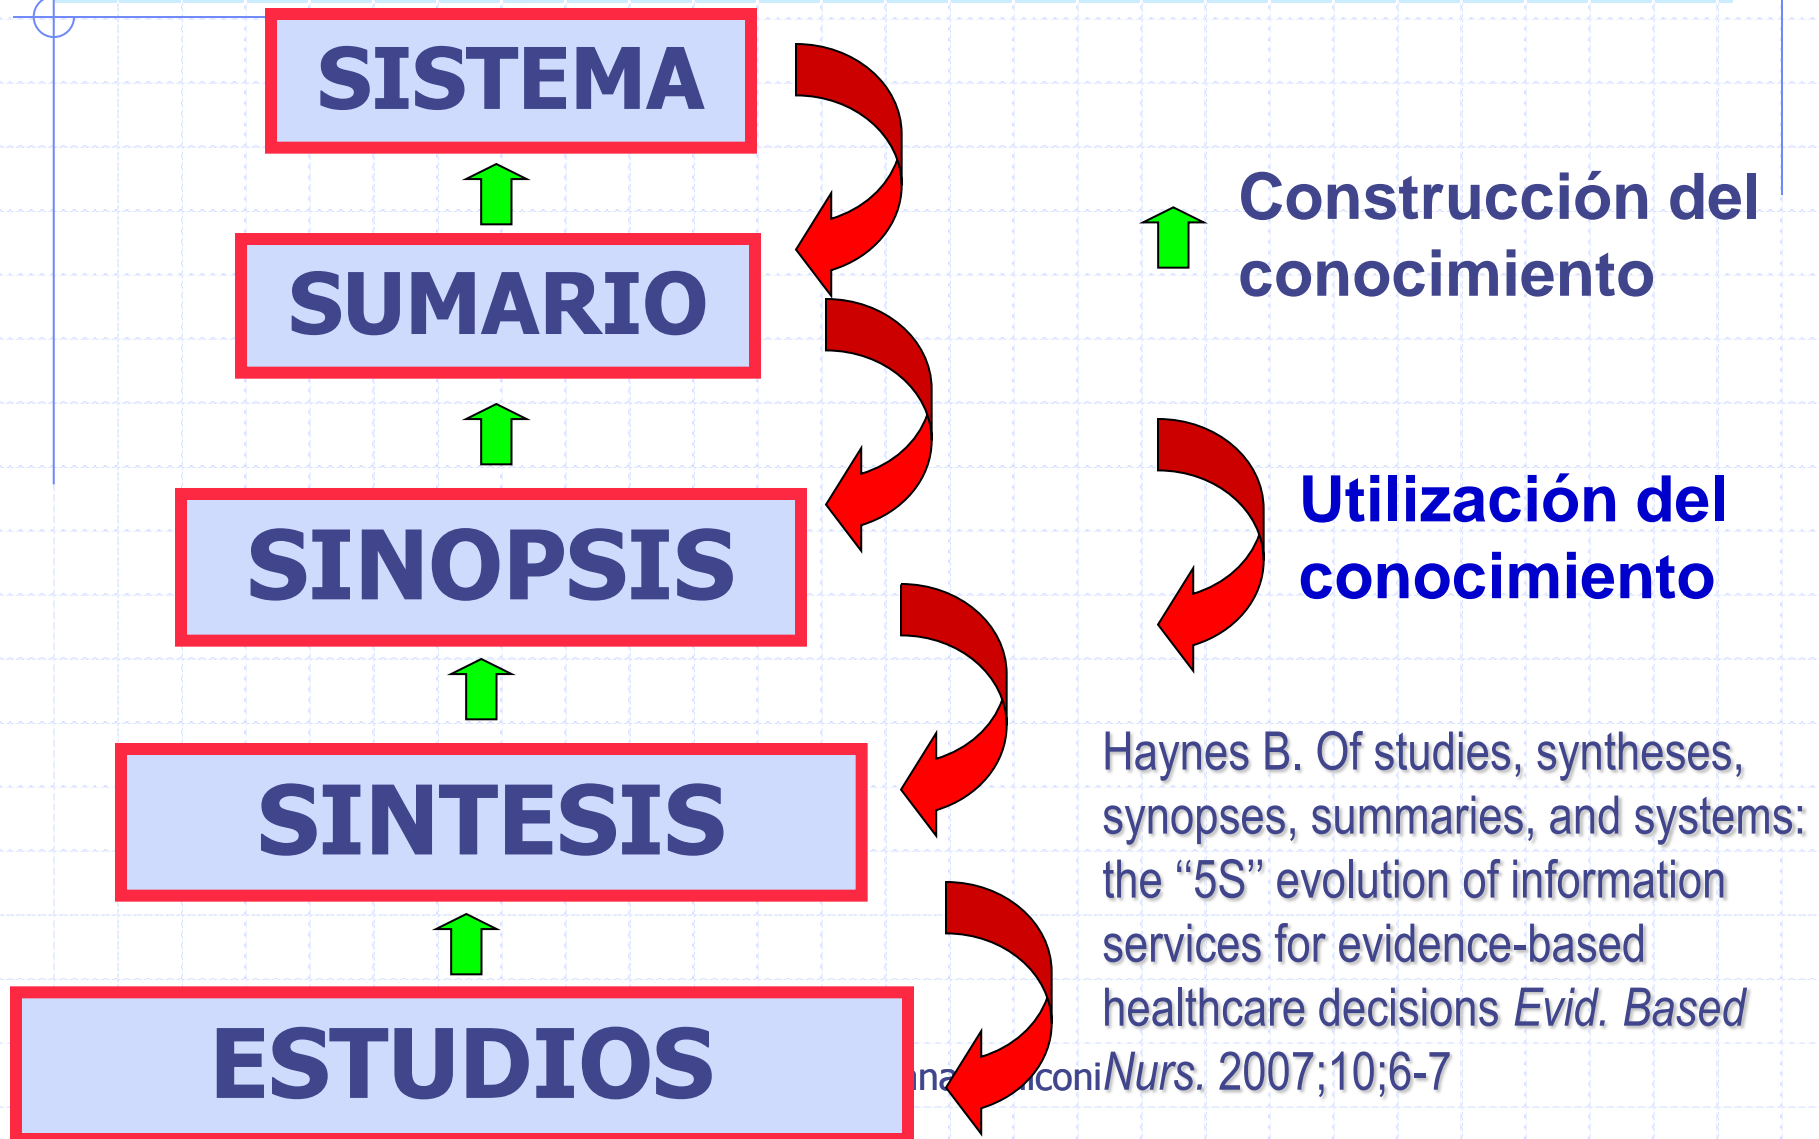 SISTEMA
SUMARIO
SINOPSIS
SINTESIS
ESTUDIOS
Construcción del
conocimiento
Utilización del
conocimiento
Haynes B. Of studies, syntheses,
synopses, summaries, and systems:
the “5S” evolution of information
services for evidence-based
healthcare decisions Evid. Based
Nurs. 2007;10;6-7